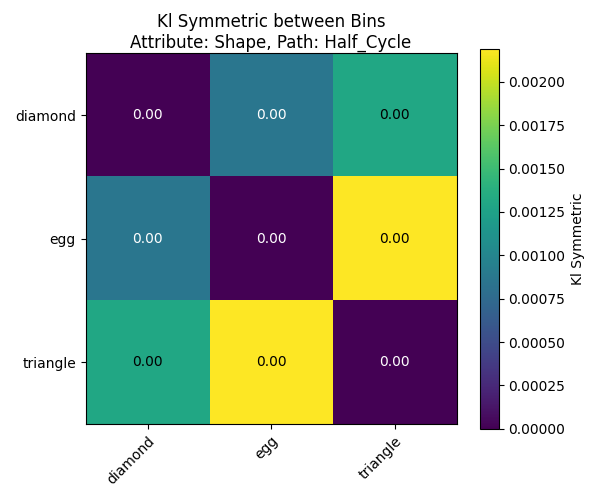 Kl Symmetric between Bins
Attribute: Shape, Path: Half_Cycle
diamond 0.00 0.00 0.00
egg 0.00 0.00 0.00
triangle 0.00 0.00 0.00
diamond egg triangle
0.00200
0.00175
0.00150
0.00125
0.00100
0.00075
0.00050
0.00025
0.00000
Kl Symmetric